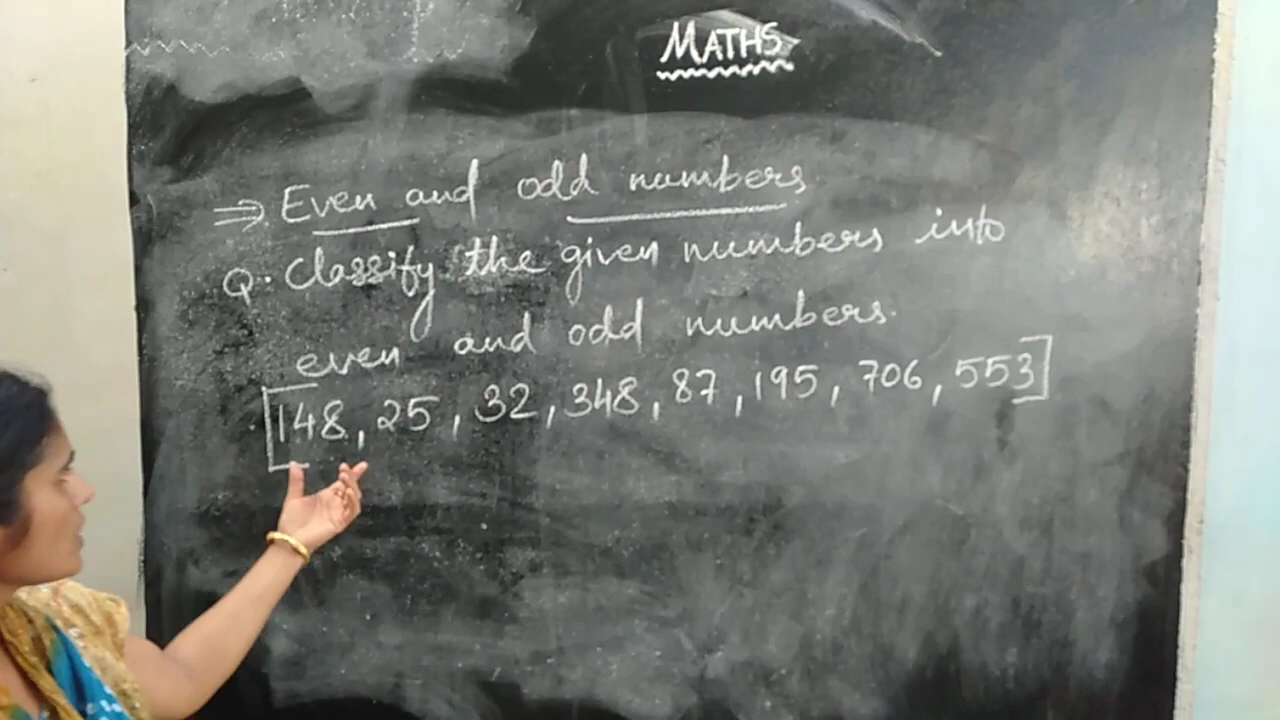 MATHS
⇒ Even and odd numbers
Q. Classify the given numbers into
even and odd numbers.
[148, 25, 32, 348, 87, 195, 706, 553]